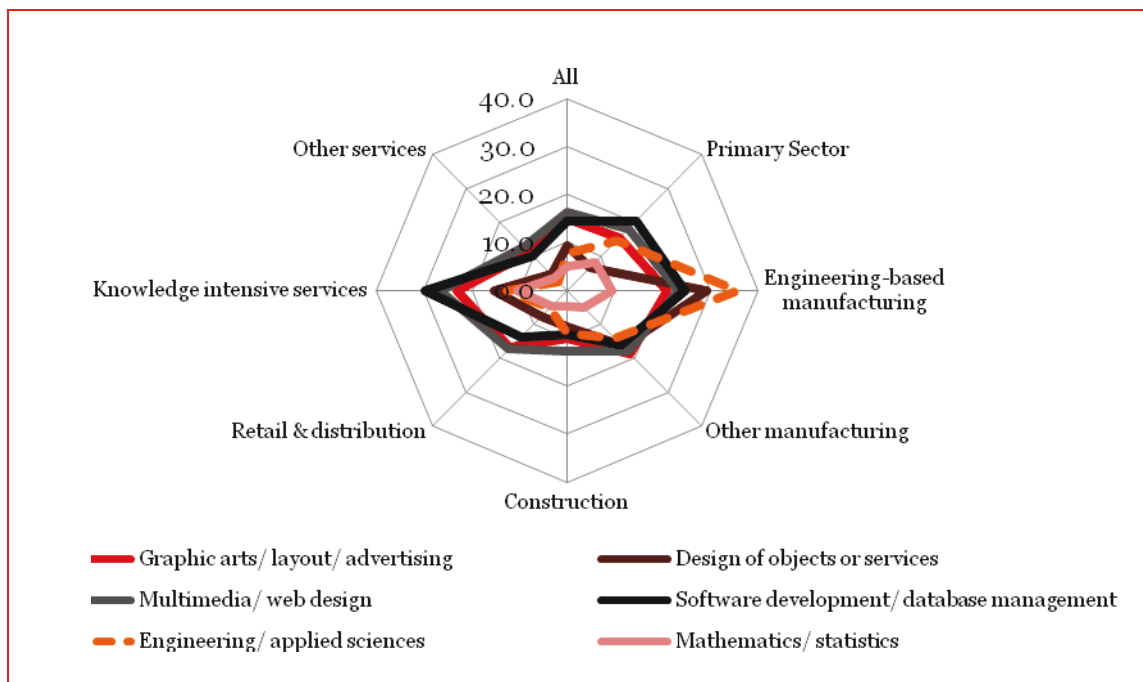 All
40.0
Other services
30.0
Primary Sector
20.0
10.0
Knowledge intensive services
0.0
Engineering-based
manufacturing
Retail & distribution
Other manufacturing
Construction
Graphic arts/ layout/ advertising
Design of objects or services
Multimedia/ web design
Software development/ database management
Engineering/ applied sciences
Mathematics/ statistics